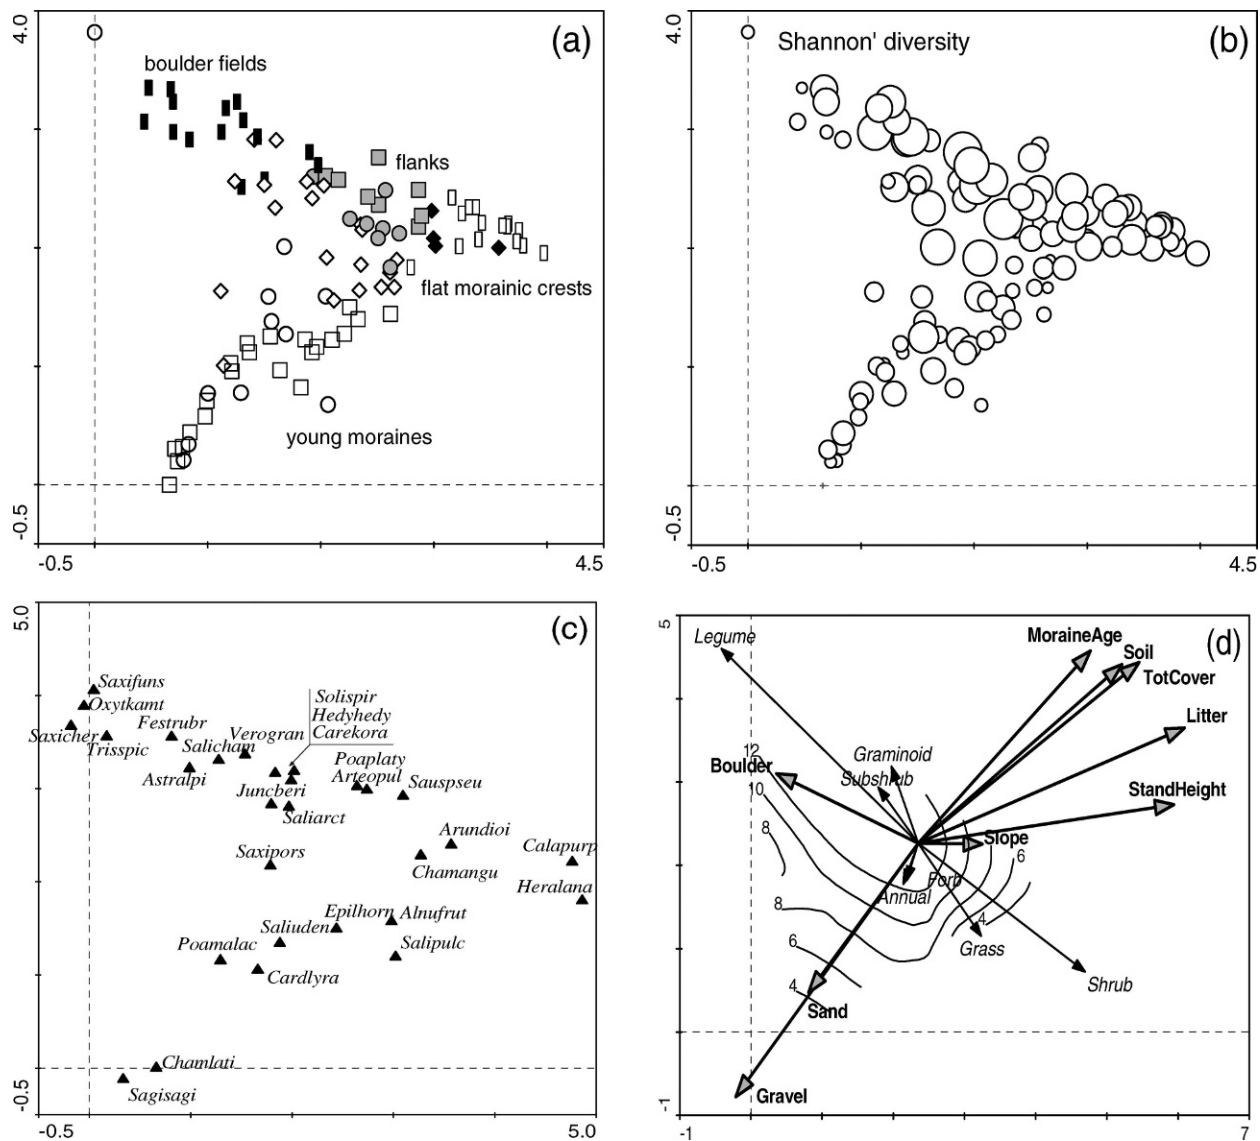 4.0
(a)
boulder fields
flanks
flat morainic crests
young moraines
-0.5
-0.5
4.5
4.0
(b)
Shannon' diversity
-0.5
-0.5
4.5
5.0
(c)
Saxifuns
Oxytkamt
Saxicher
Trisspic
Festrubr
Salicham
Verogran
Astralpi
Solispir
Hedyhedy
Carekora
Poaplaty
Arteopul
Sauspseu
Juncberi
Saliarct
Arundioi
Saxipors
Chamangu
Calapurp
Heralana
Epilhorn
Alnufrut
Saliuden
Salipulc
Poamalac
Cardlyra
Chamlati
Sagisagi
-0.5
-0.5
5.0
5
(d)
Legume
MoraineAge
Soil
TotCover
Litter
Graminoid
12
Boulder
Subshrub
StandHeight
10
8
Slope
6
Forb
Annual
8
4
Grass
6
Shrub
4
Sand
Gravel
-1
-1
7